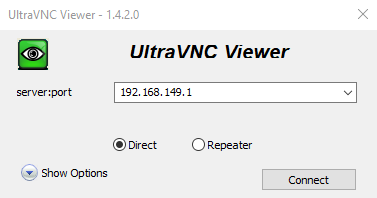 UltraVNC Viewer - 1.4.2.0
UltraVNC Viewer
server:port 192.168.149.1
Direct Repeater
Show Options Connect